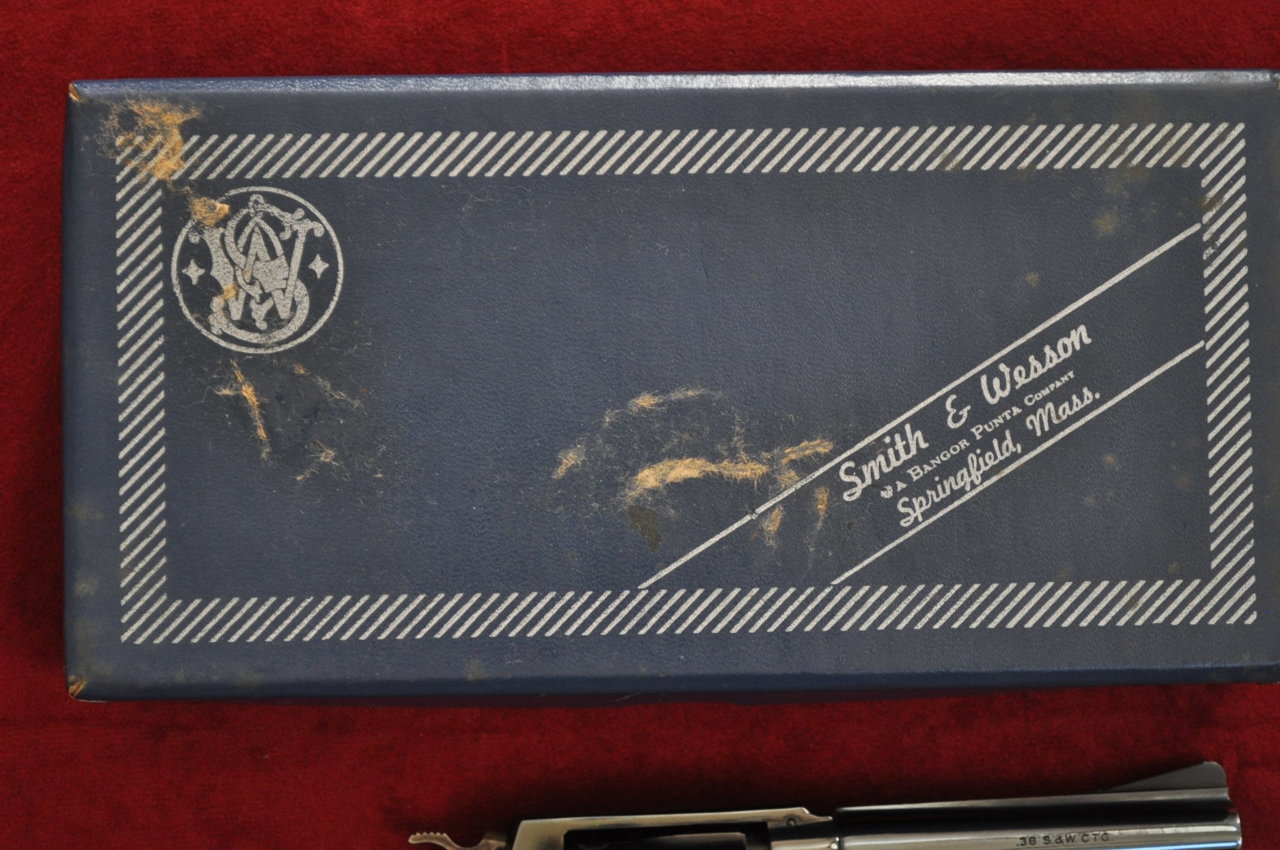 Smith & Wesson
A BANGOR PUNTA COMPANY
Springfield, Mass.
.38 S&W CTG